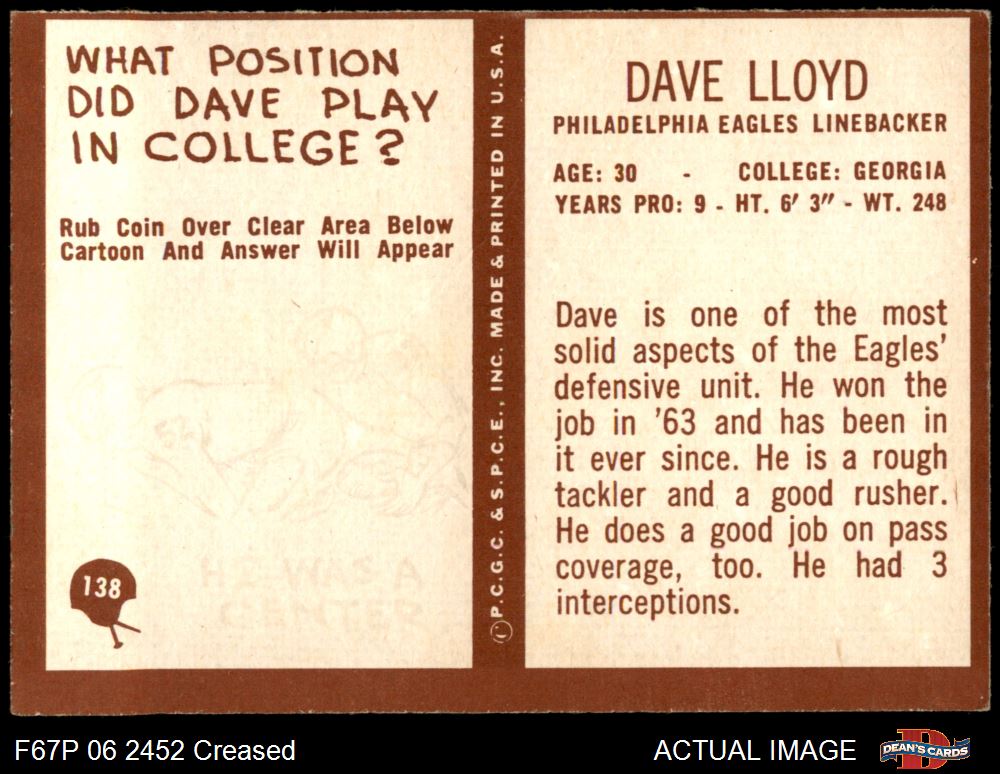 WHAT POSITION
DID DAVE PLAY
IN COLLEGE?
Rub Coin Over Clear Area Below
Cartoon And Answer Will Appear
HE WAS A
CENTER
138
© P.C.G.C. & S.P.C.E., INC. MADE & PRINTED IN U.S.A.
DAVE LLOYD
PHILADELPHIA EAGLES LINEBACKER
AGE: 30 - COLLEGE: GEORGIA
YEARS PRO: 9 - HT. 6' 3" - WT. 248
Dave is one of the most
solid aspects of the Eagles'
defensive unit. He won the
job in '63 and has been in
it ever since. He is a rough
tackler and a good rusher.
He does a good job on pass
coverage, too. He had 3
interceptions.
F67P 06 2452 Creased
ACTUAL IMAGE
DEAN'S CARDS